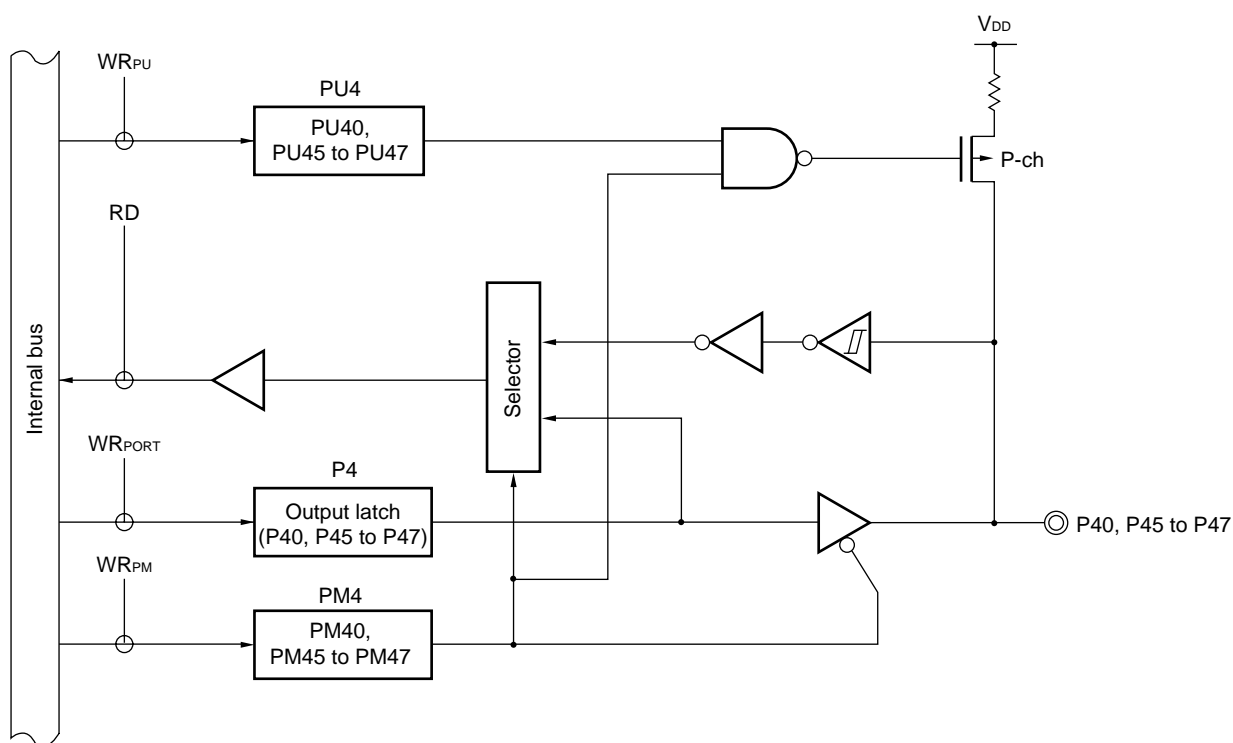 VDD
WRPU
PU4
PU40,
PU45 to PU47
P-ch
RD
Internal bus
Selector
WRPORT
P4
Output latch
(P40, P45 to P47)
P40, P45 to P47
WRPM
PM4
PM40,
PM45 to PM47